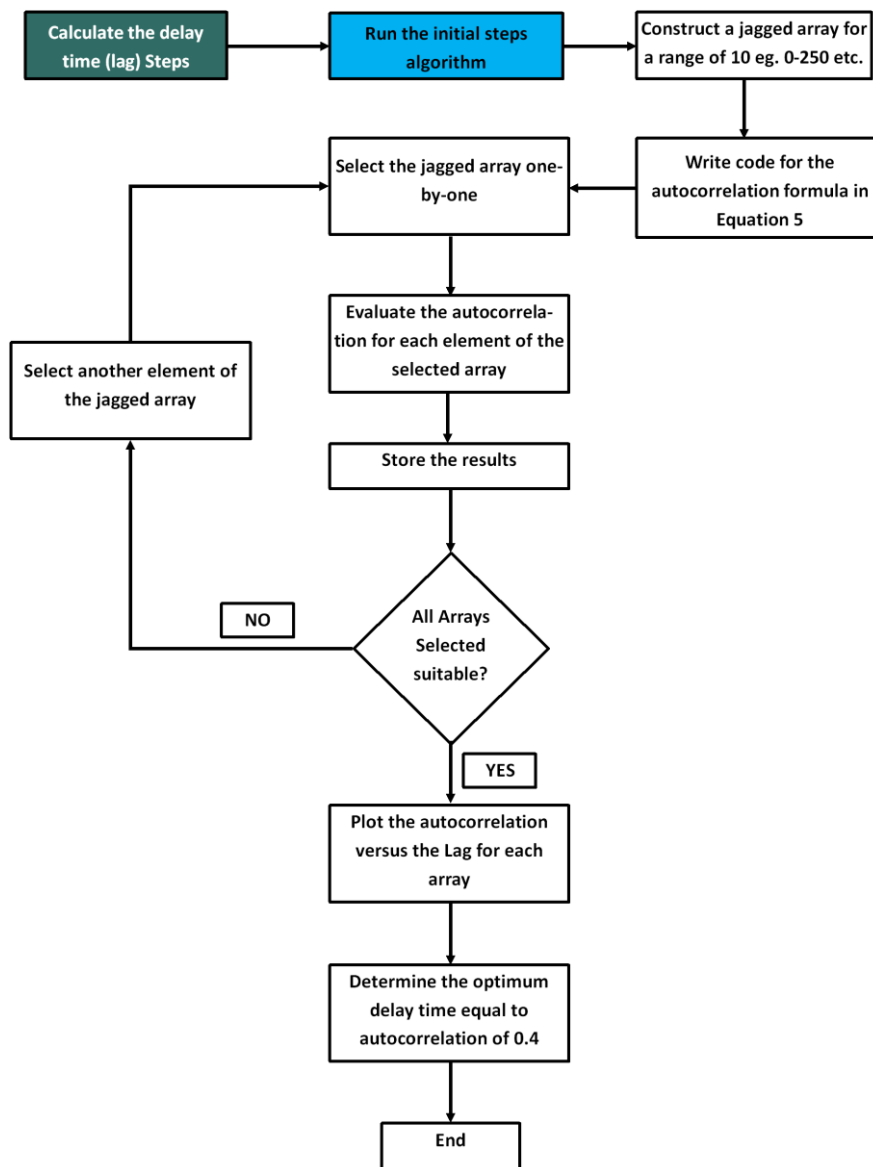 Calculate the delay
time (lag) Steps
Run the initial steps
algorithm
Construct a jagged array for
a range of 10 eg. 0-250 etc.
Write code for the
autocorrelation formula in
Equation 5
Select the jagged array one-
by-one
Evaluate the autocorrela-
tion for each element of the
selected array
Select another element of
the jagged array
Store the results
All Arrays
Selected
suitable?
NO
YES
Plot the autocorrelation
versus the Lag for each
array
Determine the optimum
delay time equal to
autocorrelation of 0.4
End